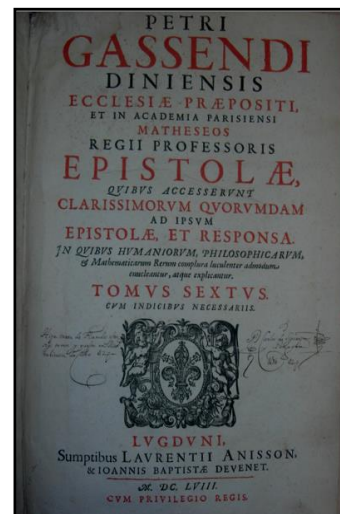 PETRI
GASSENDI
DINIENSIS
ECCLESIÆ PRÆPOSITI,
ET IN ACADEMIA PARISIENSI
MATHESEOS
REGII PROFESSORIS
EPISTOLÆ,
QVIBVS ACCESSERVNT
CLARISSIMORVM QVORVMDAM
AD IPSVM
EPISTOLÆ, ET RESPONSA.
IN QVIBVS HVMANIORVM, PHILOSOPHICARVM,
& Mathematicarum Rerum complura luculenter admodum
enucleantur, atque explicantur.
TOMVS SEXTVS.
CVM INDICIBVS NECESSARIIS.
LVGDVNI,
Sumptibus LAVRENTII ANISSON,
& IOANNIS BAPTISTÆ DEVENET.
M. DC. LVIII.
CVM PRIVILEGIO REGIS.